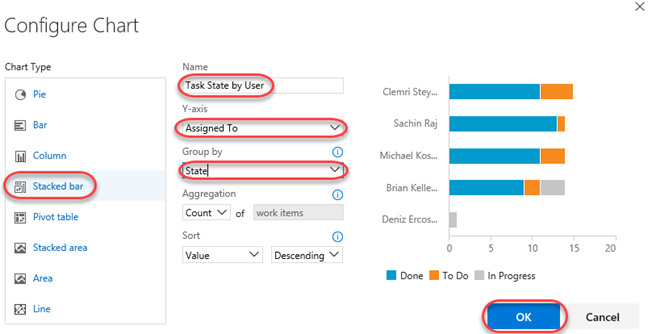 Configure Chart
Chart Type
Pie
Bar
Column
Stacked bar
Pivot table
Stacked area
Area
Line
Name
Task State by User
Y-axis
Assigned To
Group by
State
Aggregation
Count of work items
Sort
Value Descending
Clemri Stey...
Sachin Raj
Michael Kos...
Brian Kelle...
Deniz Ercos...
0 5 10 15 20
Done To Do In Progress
OK Cancel